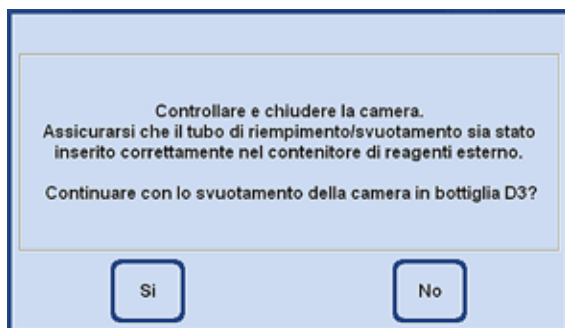 Controllare e chiudere la camera.
Assicurarsi che il tubo di riempimento/svuotamento sia stato
inserito correttamente nel contenitore di reagenti esterno.
Continuare con lo svuotamento della camera in bottiglia D3?
Si
No